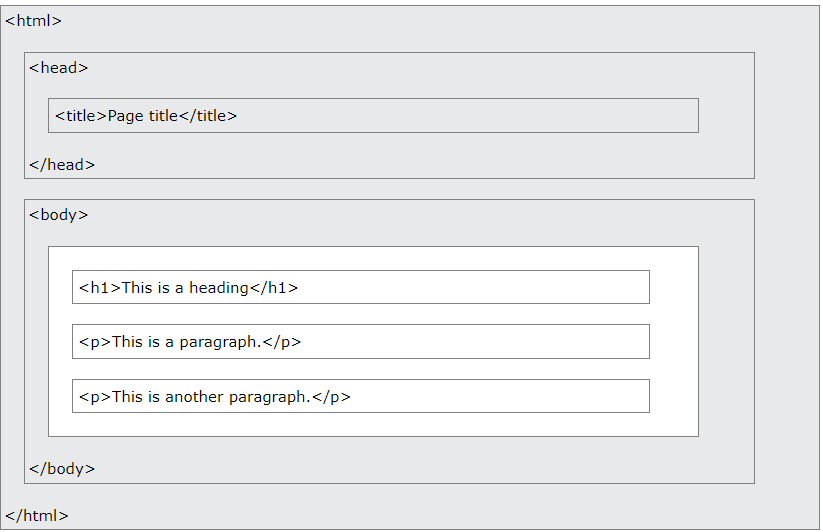 <html>
<head>
<title>Page title</title>
</head>
<body>
<h1>This is a heading</h1>
<p>This is a paragraph.</p>
<p>This is another paragraph.</p>
</body>
</html>